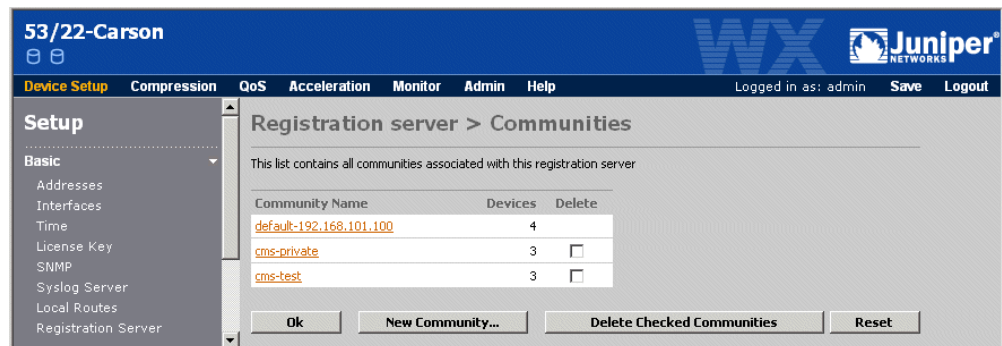 53/22-Carson
WX
Juniper®
NETWORKS
Device Setup Compression QoS Acceleration Monitor Admin Help Logged in as: admin Save Logout
Setup
Basic
Addresses
Interfaces
Time
License Key
SNMP
Syslog Server
Local Routes
Registration Server
Registration server > Communities
This list contains all communities associated with this registration server
Community Name Devices Delete
default-192.168.101.100 4
cms-private 3
cms-test 3
Ok New Community... Delete Checked Communities Reset